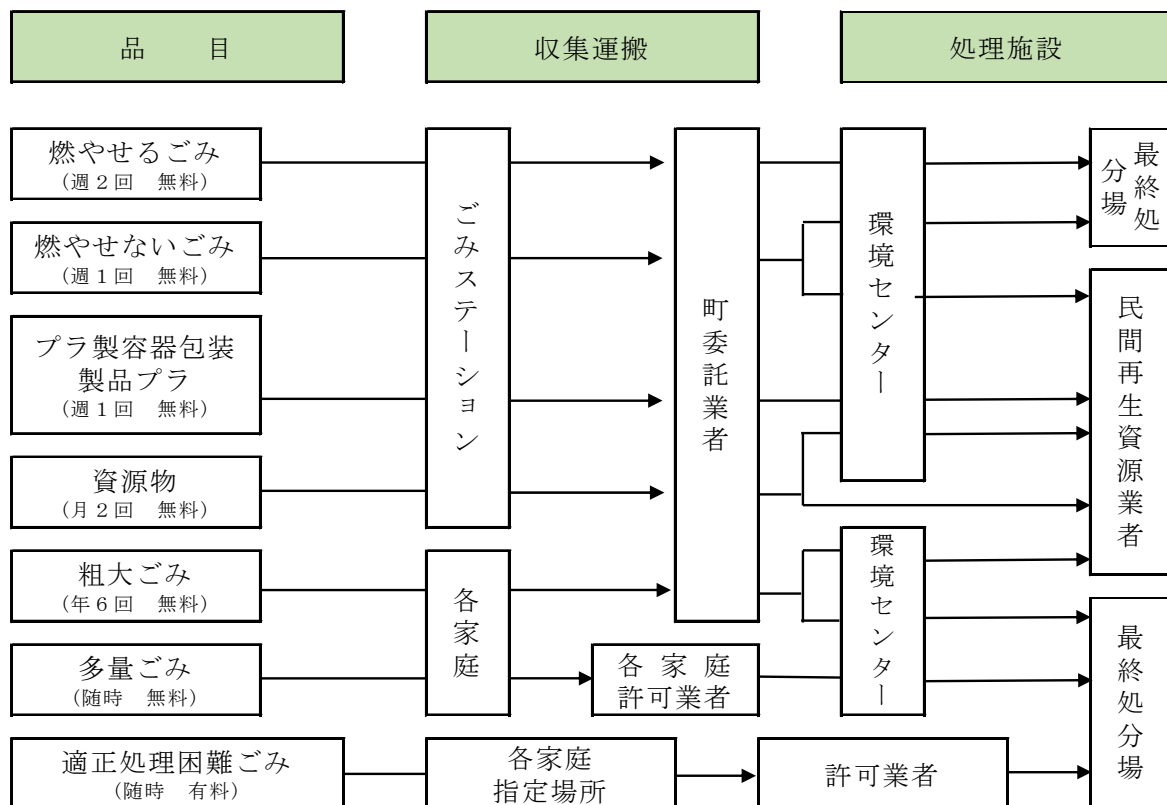 品　　目
収集運搬
処理施設
燃やせるごみ
（週２回　無料）
燃やせないごみ
（週１回　無料）
プラ製容器包装
製品プラ
（週１回　無料）
資源物
（月２回　無料）
粗大ごみ
（年６回　無料）
多量ごみ
（随時　無料）
適正処理困難ごみ
（随時　有料）
ごみステーション
各家庭
各家庭
指定場所
町委託業者
各 家 庭
許可業者
許可業者
環境センター
環境センター
最終処
分場
民間再生資源業者
最終処分場